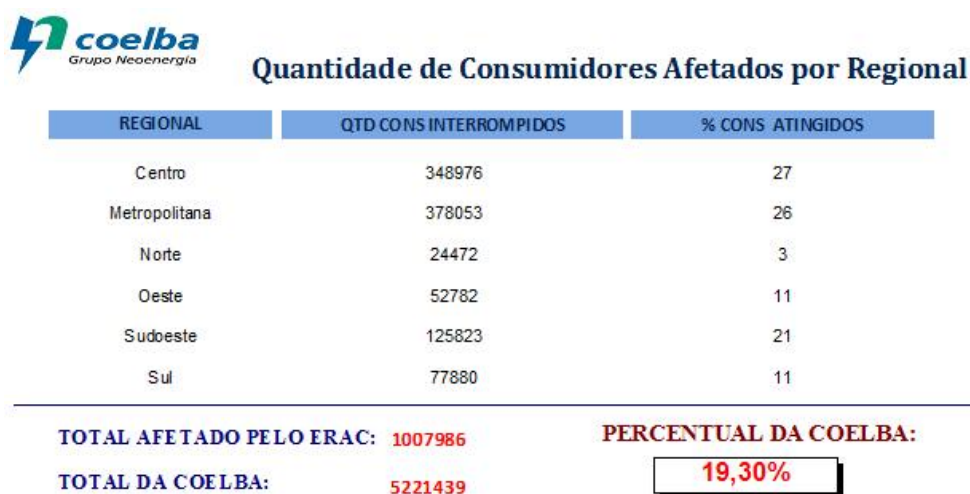 coelba
Grupo Neoenergia
Quantidade de Consumidores Afetados por Regional
REGIONAL QTD CONS INTERROMPIDOS % CONS ATINGIDOS
Centro 348976 27
Metropolitana 378053 26
Norte 24472 3
Oeste 52782 11
Sudoeste 125823 21
Sul 77880 11
TOTAL AFETADO PELO ERAC: 1007986 PERCENTUAL DA COELBA:
TOTAL DA COELBA: 5221439 19,30%